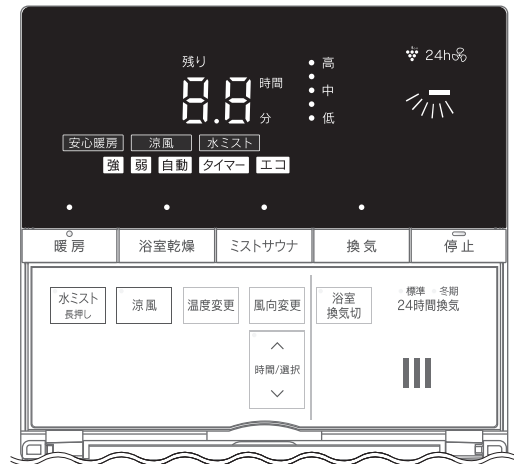 残り
8.8
時間
分
高
中
低
24h
安心暖房 涼風 水ミスト
強 弱 自動 タイマー エコ
暖房 浴室乾燥 ミストサウナ 換気 停止
水ミスト
長押し
涼風
温度変更
風向変更
浴室
換気切
標準 冬期
24時間換気
時間/選択